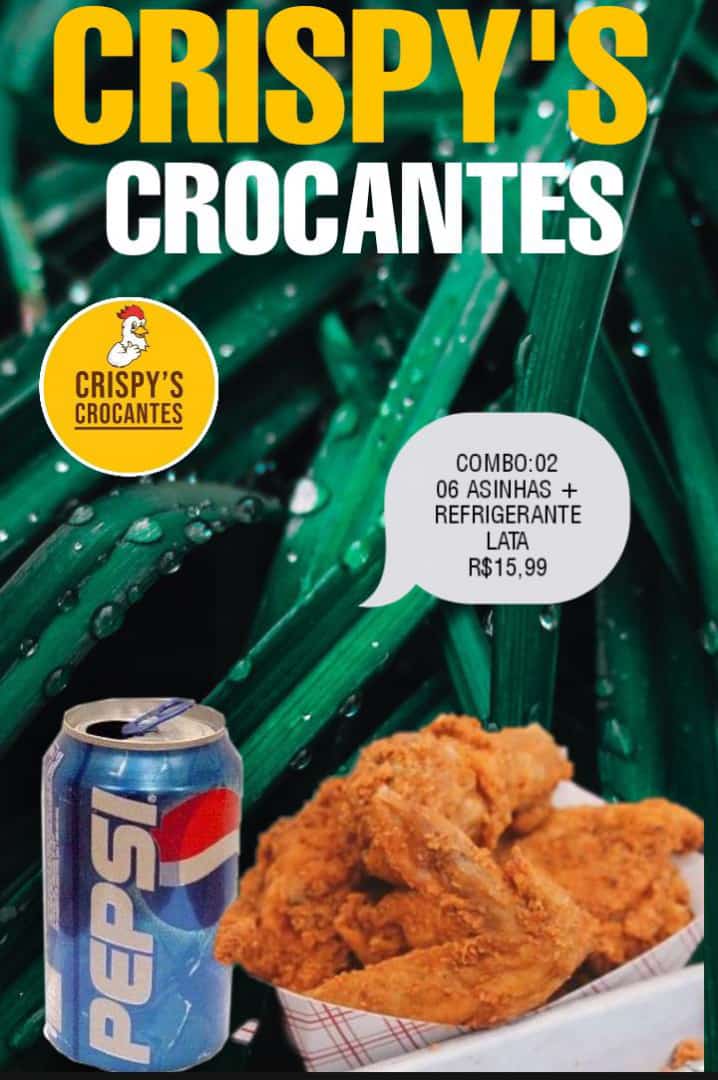 CRISPY'S
CROCANTES
CRISPY'S
CROCANTES
COMBO:02
06 ASINHAS +
REFRIGERANTE
LATA
R$15,99
PEPSI